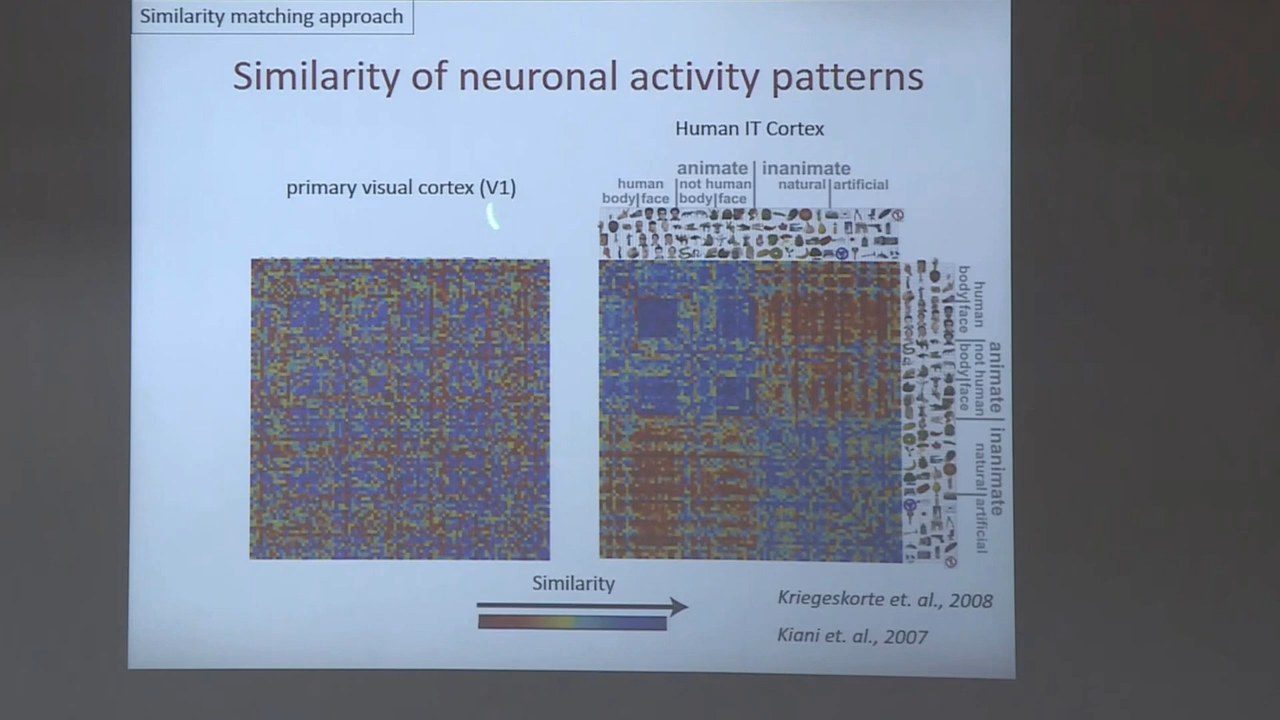 Similarity matching approach
Similarity of neuronal activity patterns
Human IT Cortex
primary visual cortex (V1)
animate | inanimate
human | not human | natural | artificial
body | face | body | face
human
body | face
not human
body | face
animate | inanimate
natural | artificial
Similarity
Kriegeskorte et. al., 2008
Kiani et. al., 2007